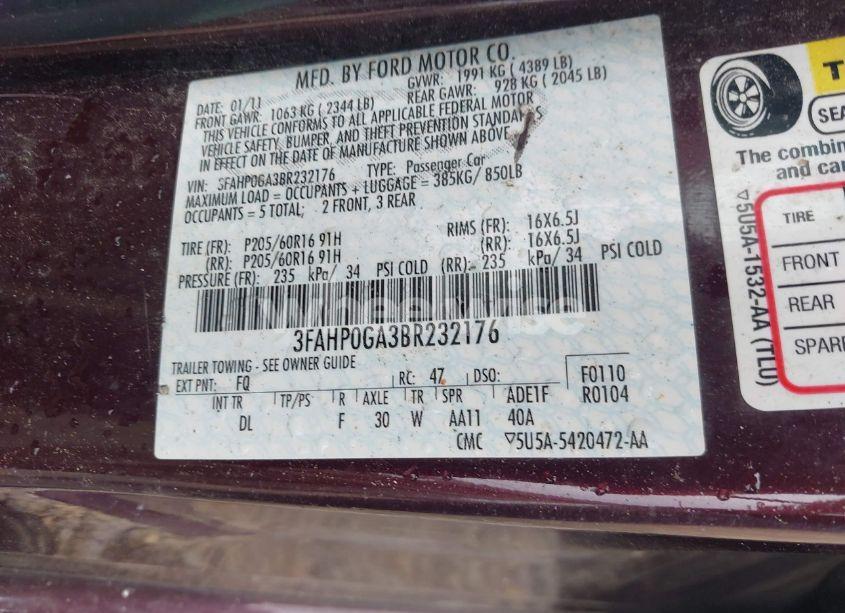 MFD. BY FORD MOTOR CO.
DATE: 01/11 GVWR: 1991 KG ( 4389 LB)
FRONT GAWR: 1063 KG ( 2344 LB) REAR GAWR: 928 KG ( 2045 LB)
THIS VEHICLE CONFORMS TO ALL APPLICABLE FEDERAL MOTOR
VEHICLE SAFETY, BUMPER, AND THEFT PREVENTION STANDARDS
IN EFFECT ON THE DATE OF MANUFACTURE SHOWN ABOVE.
VIN: 3FAHP0GA3BR232176 TYPE: Passenger Car
MAXIMUM LOAD = OCCUPANTS + LUGGAGE = 385KG/ 850LB
OCCUPANTS = 5 TOTAL; 2 FRONT, 3 REAR
TIRE (FR): P205/60R16 91H RIMS (FR): 16X6.5J
(RR): P205/60R16 91H (RR): 16X6.5J
PRESSURE (FR): 235 kPa/ 34 PSI COLD (RR): 235 kPa/ 34 PSI COLD
3FAHP0GA3BR232176
TRAILER TOWING - SEE OWNER GUIDE
EXT PNT: FQ RC: 47 DSO: F0110
R0104
INT TR TP/PS R AXLE TR SPR ADE1F
DL F 30 W AA11 40A
CMC ▽5U5A-5420472-AA
T
SEA
The combin
and car
▽5U5A-1532-AA (TLU)
TIRE
FRONT
REAR
SPARE